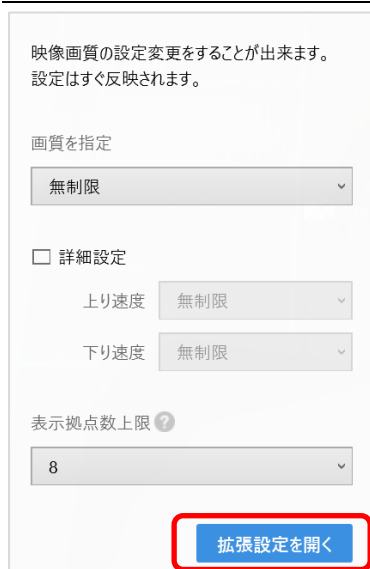 映像画質の設定変更をすることが出来ます。
設定はすぐ反映されます。
画質を指定
無制限
詳細設定
上り速度 無制限
下り速度 無制限
表示拠点数上限 ?
8
拡張設定を開く